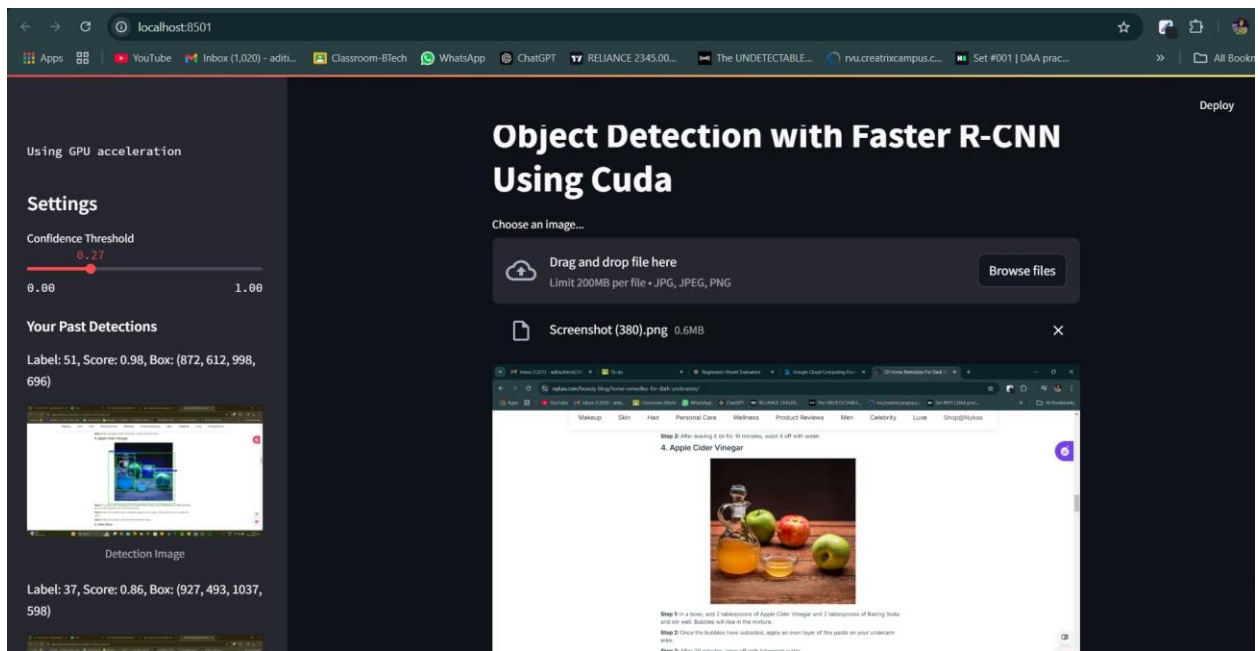 localhost:8501
Apps YouTube Inbox (1,020) - aditi... Classroom-BTech WhatsApp ChatGPT RELIANCE 2345.00... The UNDETECTABLE... rvu.creatrixcampus.c... Set #001 | DAA prac... » All Bookm
Deploy
Using GPU acceleration
Settings
Confidence Threshold
0.27
0.00 1.00
Your Past Detections
Label: 51, Score: 0.98, Box: (872, 612, 998,
696)
Detection Image
Label: 37, Score: 0.86, Box: (927, 493, 1037,
598)
Object Detection with Faster R-CNN
Using Cuda
Choose an image...
Drag and drop file here
Limit 200MB per file • JPG, JPEG, PNG
Browse files
Screenshot (380).png 0.6MB
nykaa.com/beauty-blog/home-remedies-for-dark-underarms/
Makeup Skin Hair Personal Care Wellness Product Reviews Men Celebrity Luxe Shop@Nykaa
Step 3: After leaving it on for 10 minutes, wash it off with water.
4. Apple Cider Vinegar
Step 1: In a bowl, add 2 tablespoons of Apple Cider Vinegar and 2 tablespoons of Baking Soda
and stir well. Bubbles will rise in the mixture.
Step 2: Once the bubbles have subsided, apply an even layer of this paste on your underarm
area.